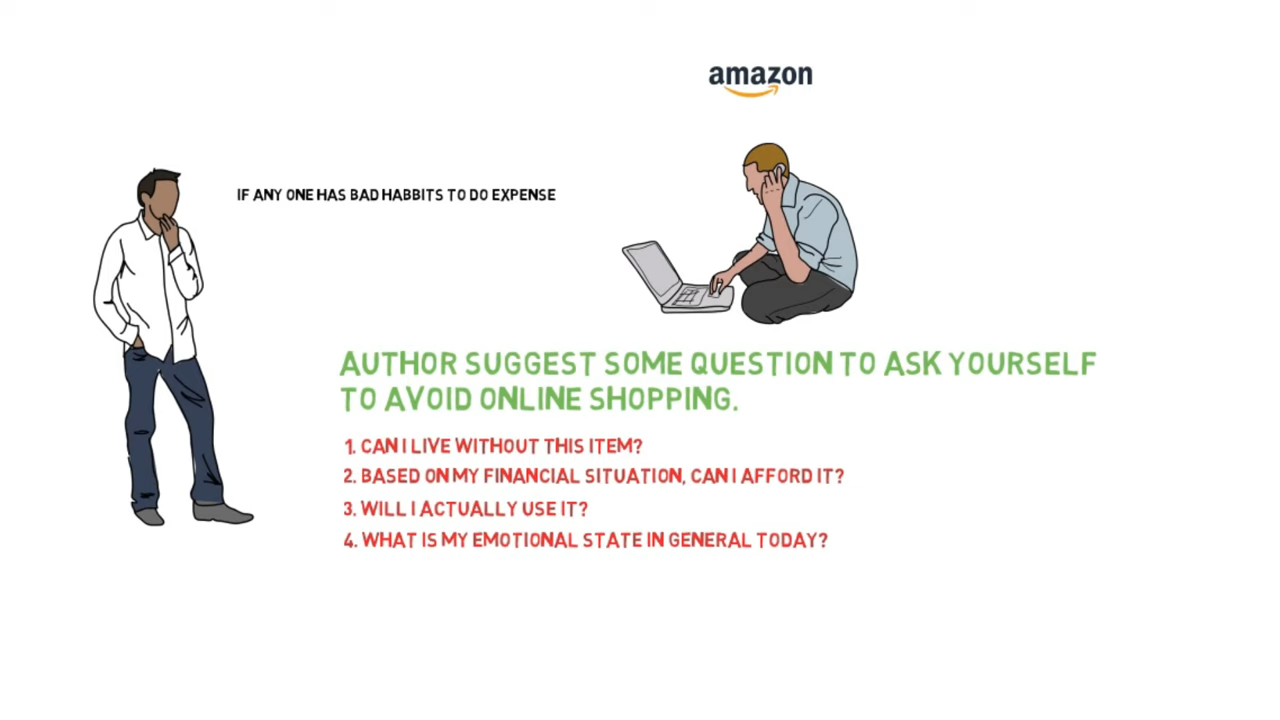 amazon
IF ANY ONE HAS BAD HABBITS TO DO EXPENSE
AUTHOR SUGGEST SOME QUESTION TO ASK YOURSELF
TO AVOID ONLINE SHOPPING.
1. CAN I LIVE WITHOUT THIS ITEM?
2. BASED ON MY FINANCIAL SITUATION, CAN I AFFORD IT?
3. WILL I ACTUALLY USE IT?
4. WHAT IS MY EMOTIONAL STATE IN GENERAL TODAY?